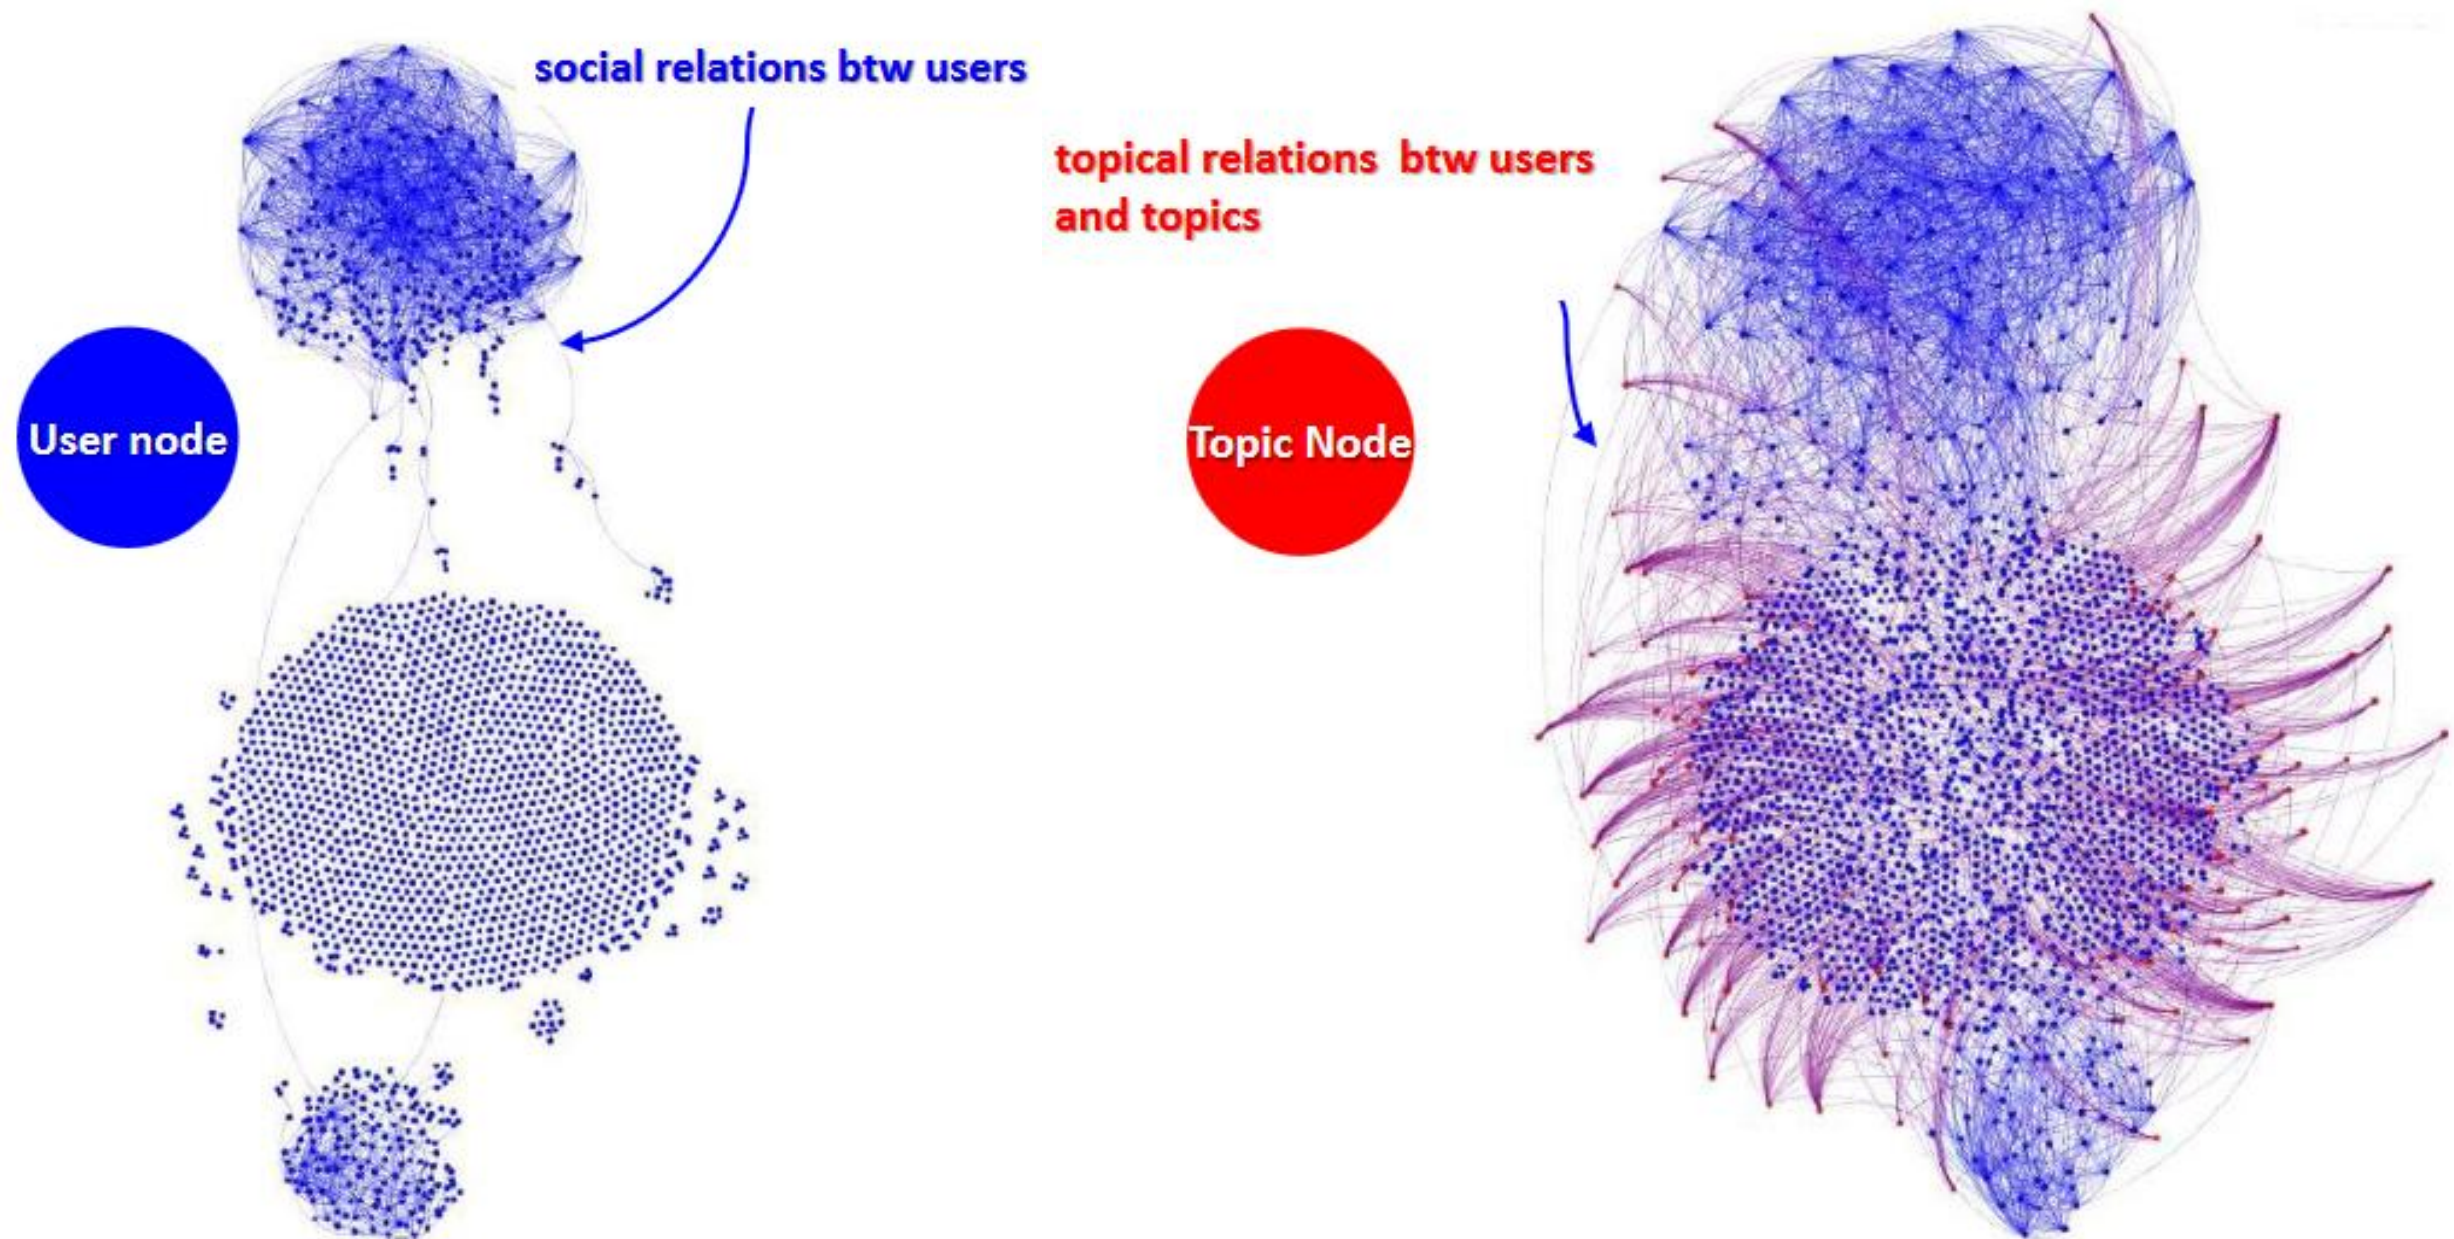 social relations btw users
topical relations btw users
and topics
User node
Topic Node